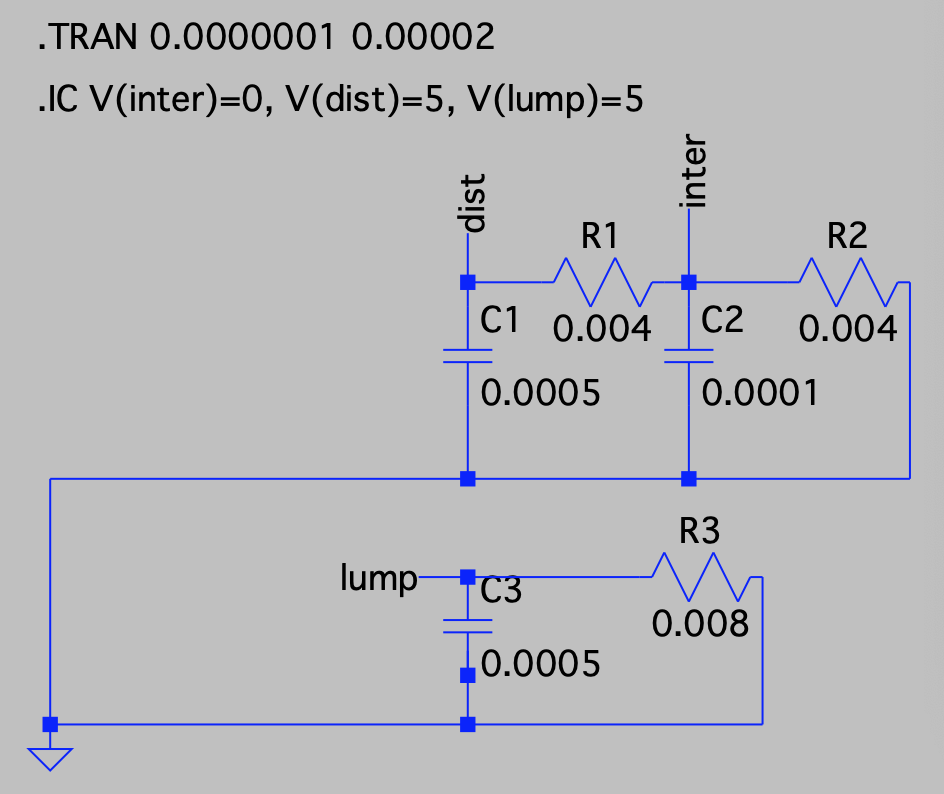 .TRAN 0.0000001 0.00002
.IC V(inter)=0, V(dist)=5, V(lump)=5
dist
inter
R1
R2
C1
0.004
C2
0.004
0.0005
0.0001
R3
lump
C3
0.008
0.0005